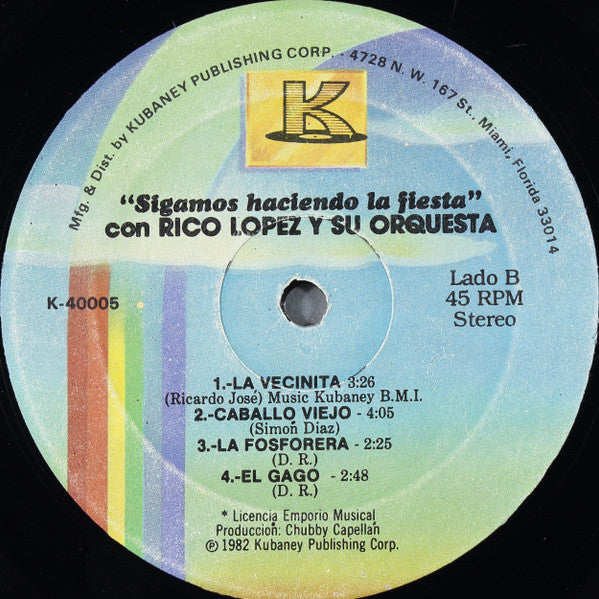 Mfg. & Dist. by KUBANEY PUBLISHING CORP. - 4728 N. W. 167 St., Miami, Florida 33014
K
"Sigamos haciendo la fiesta"
con RICO LOPEZ Y SU ORQUESTA
K-40005
Lado B
45 RPM
Stereo
1.-LA VECINITA 3:26
(Ricardo José) Music Kubaney B.M.I.
2.-CABALLO VIEJO - 4:05
(Simoń Diaz)
3.-LA FOSFORERA - 2:25
(D. R.)
4.-EL GAGO - 2:48
(D. R.)
* Licencia Emporio Musical
Produccioń: Chubby Capellań
℗ 1982 Kubaney Publishing Corp.